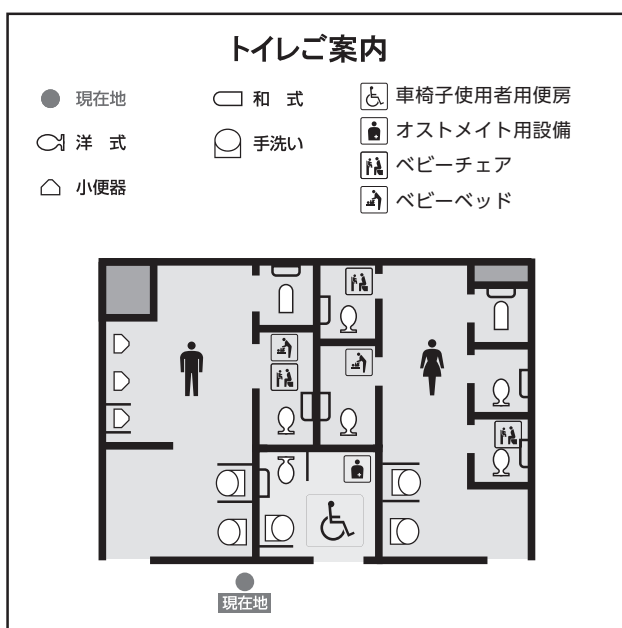 トイレご案内
現在地
洋 式
小便器
和 式
手洗い
車椅子使用者用便房
オストメイト用設備
ベビーチェア
ベビーベッド
現在地